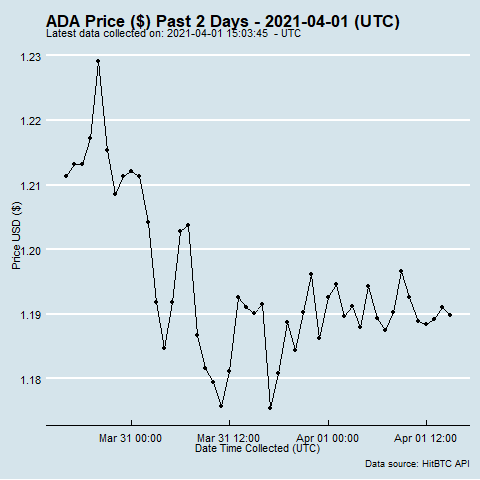 ADA Price ($) Past 2 Days - 2021-04-01 (UTC)
Latest data collected on: 2021-04-01 15:03:45 - UTC
1.23
1.22
1.21
1.20
1.19
1.18
Price USD ($)
Mar 31 00:00 Mar 31 12:00 Apr 01 00:00 Apr 01 12:00
Date Time Collected (UTC)
Data source: HitBTC API